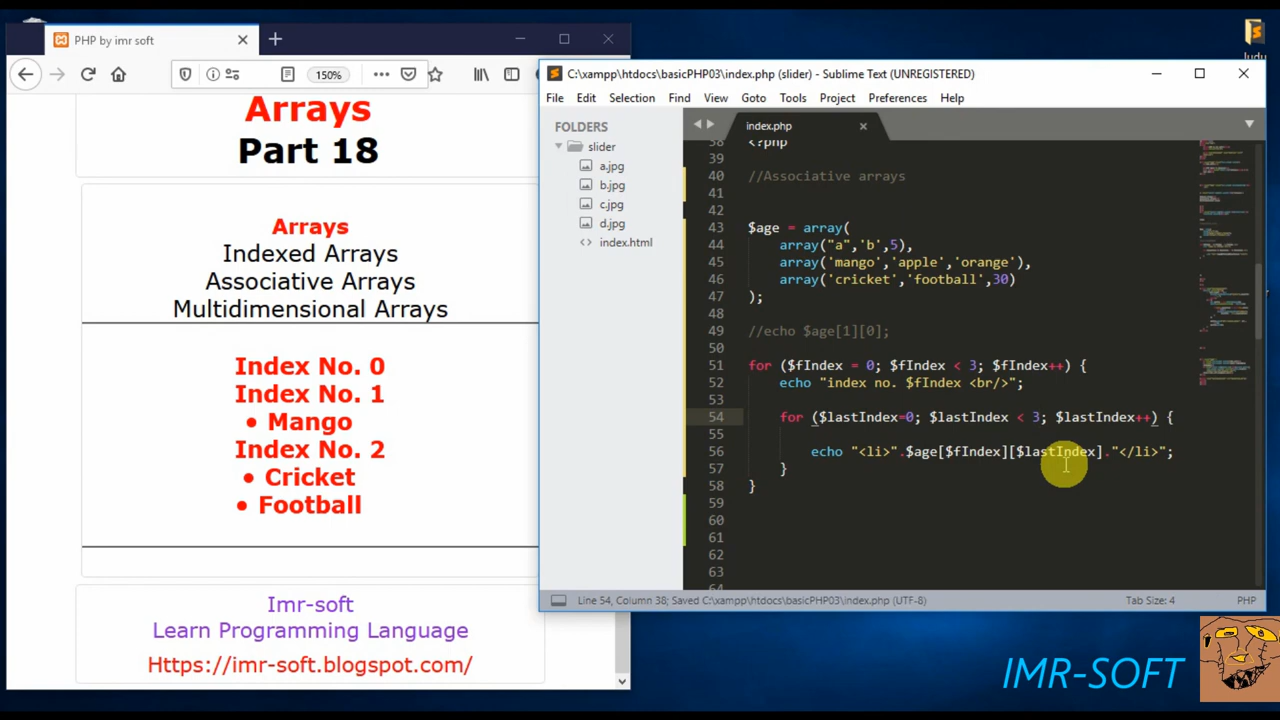 PHP by imr soft
150%
Arrays
Part 18
Arrays
Indexed Arrays
Associative Arrays
Multidimensional Arrays
Index No. 0
Index No. 1
• Mango
Index No. 2
• Cricket
• Football
Imr-soft
Learn Programming Language
Https://imr-soft.blogspot.com/
C:\xampp\htdocs\basicPHP03\index.php (slider) - Sublime Text (UNREGISTERED)
File Edit Selection Find View Goto Tools Project Preferences Help
FOLDERS
slider
a.jpg
b.jpg
c.jpg
d.jpg
index.html
index.php
38 <?php
39
40 //Associative arrays
41
42
43 $age = array(
44 array("a",'b',5),
45 array('mango','apple','orange'),
46 array('cricket','football',30)
47 );
48
49 //echo $age[1][0];
50
51 for ($fIndex = 0; $fIndex < 3; $fIndex++) {
52 echo "index no. $fIndex <br/>";
53
54 for ($lastIndex=0; $lastIndex < 3; $lastIndex++) {
55
56 echo "<li>".$age[$fIndex][$lastIndex]."</li>";
57 }
58 }
59
60
61
62
63
64
Line 54, Column 38; Saved C:\xampp\htdocs\basicPHP03\index.php (UTF-8)
Tab Size: 4
PHP
IMR-SOFT